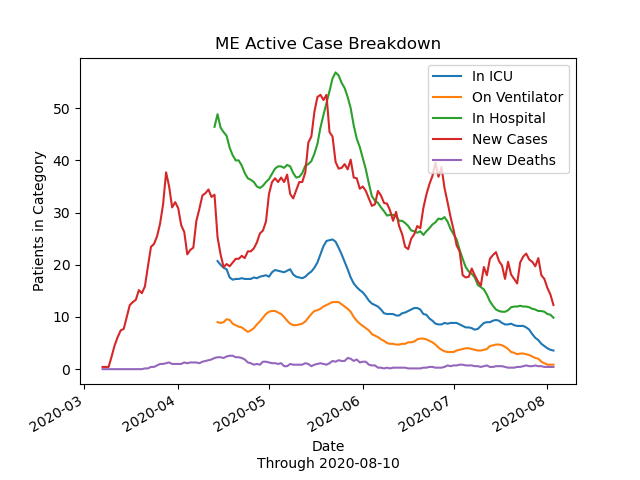 ME Active Case Breakdown
In ICU
On Ventilator
In Hospital
New Cases
New Deaths
Patients in Category
50
40
30
20
10
0
2020-03
2020-04
2020-05
2020-06
2020-07
2020-08
Date
Through 2020-08-10